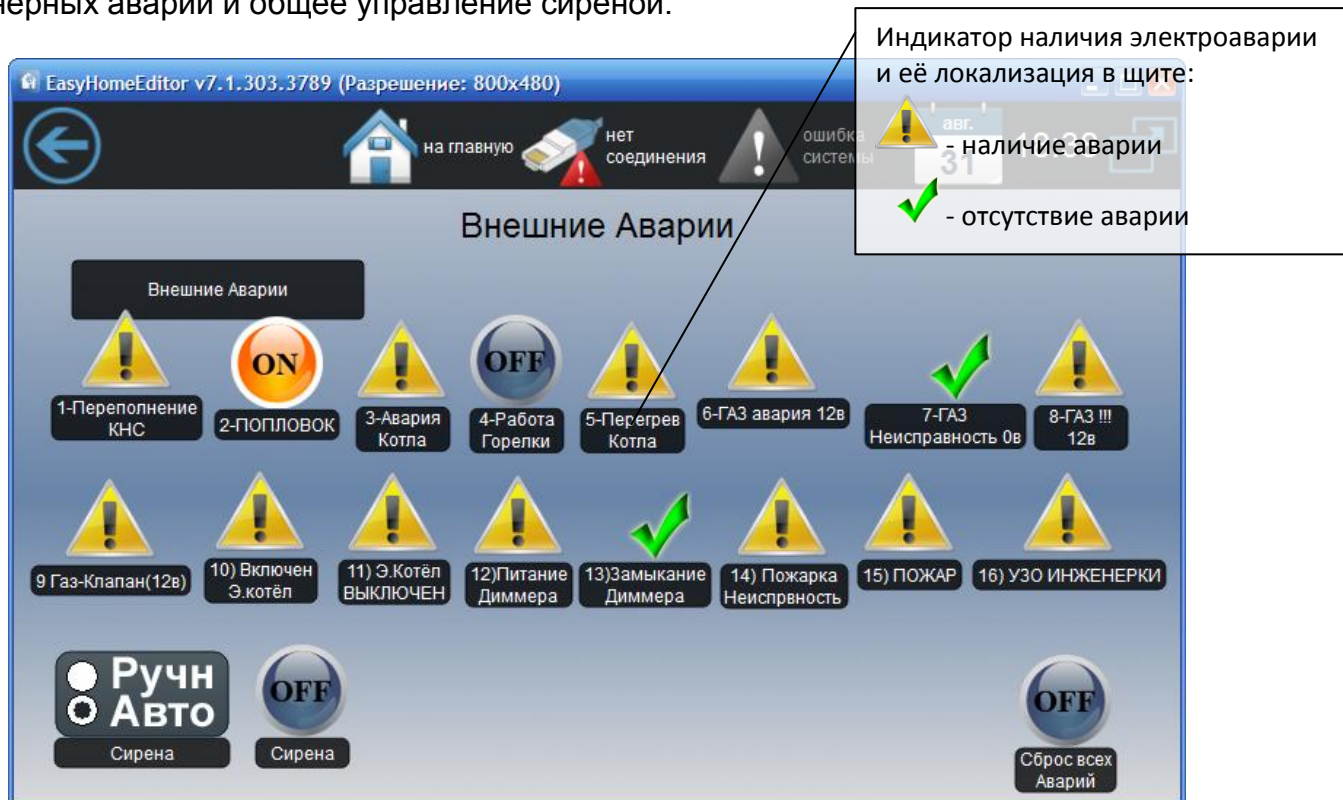 нерных аварий и общее управление сиреной.
Индикатор наличия электроаварии
и её локализация в щите:
- наличие аварии
- отсутствие аварии
EasyHomeEditor v7.1.303.3789 (Разрешение: 800x480)
на главную
нет
соединения
ошибка
системы
авг.
31
Внешние Аварии
Внешние Аварии
ON
OFF
1-Переполнение
КНС
2-ПОПЛОВОК
3-Авария
Котла
4-Работа
Горелки
5-Перегрев
Котла
6-ГАЗ авария 12в
7-ГАЗ
Неисправность 0в
8-ГАЗ !!!
12в
9 Газ-Клапан(12в)
10) Включен
Э.котёл
11) Э.Котёл
ВЫКЛЮЧЕН
12)Питание
Диммера
13)Замыкание
Диммера
14) Пожарка
Неиспрвность
15) ПОЖАР
16) УЗО ИНЖЕНЕРКИ
Ручн
Авто
Сирена
OFF
Сирена
OFF
Сброс всех
Аварий